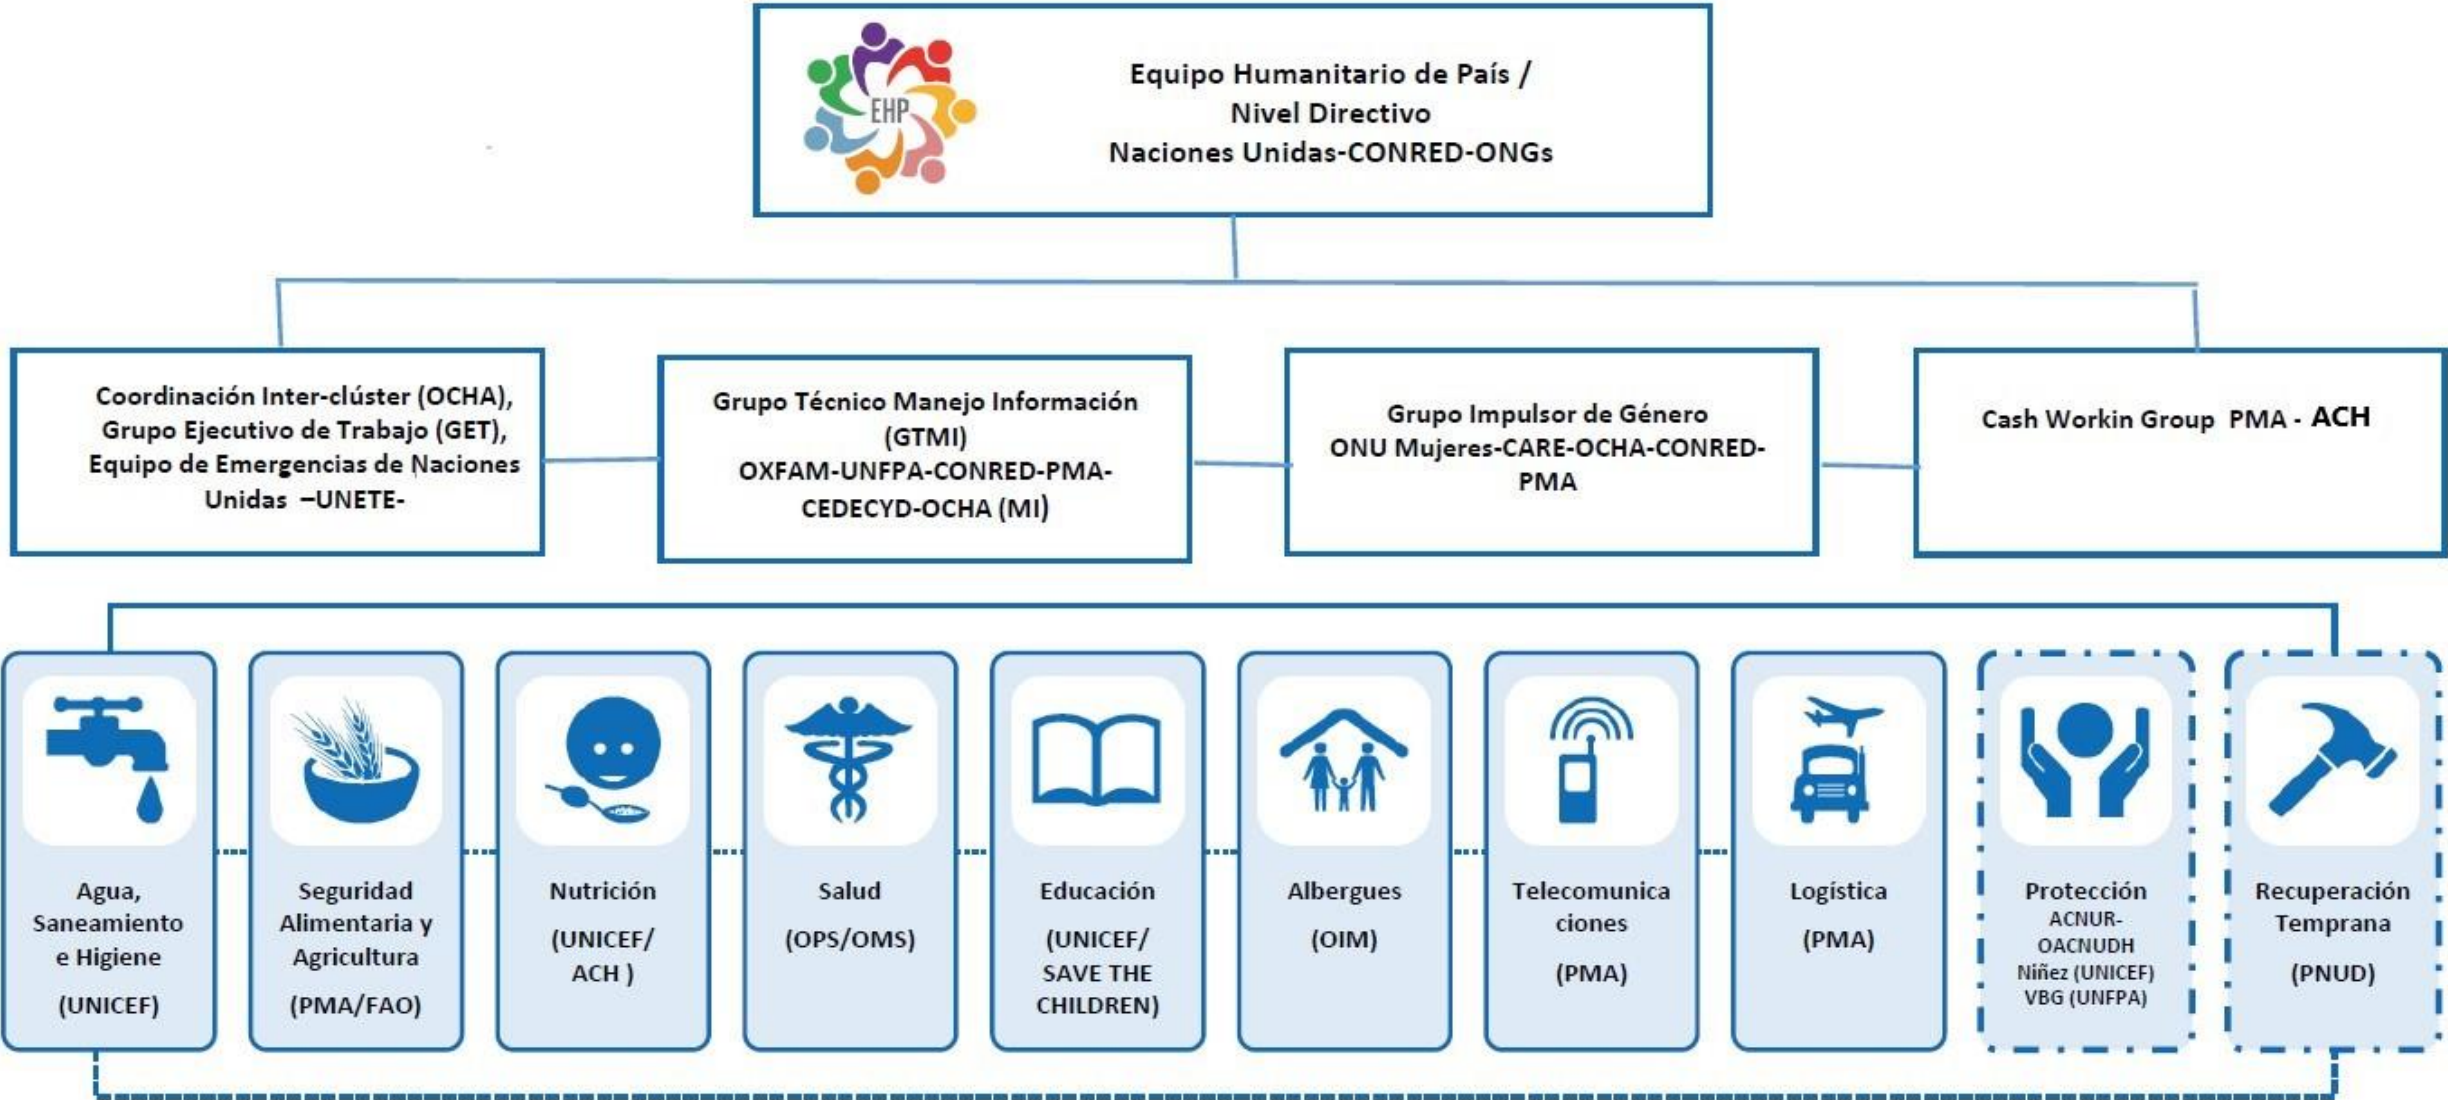 EHP
Equipo Humanitario de País /
Nivel Directivo
Naciones Unidas-CONRED-ONGs
Coordinación Inter-clúster (OCHA),
Grupo Ejecutivo de Trabajo (GET),
Equipo de Emergencias de Naciones
Unidas –UNETE-
Grupo Técnico Manejo Información
(GTMI)
OXFAM-UNFPA-CONRED-PMA-
CEDECYD-OCHA (MI)
Grupo Impulsor de Género
ONU Mujeres-CARE-OCHA-CONRED-
PMA
Cash Workin Group PMA - ACH
Agua,
Saneamiento
e Higiene
(UNICEF)
Seguridad
Alimentaria y
Agricultura
(PMA/FAO)
Nutrición
(UNICEF/
ACH )
Salud
(OPS/OMS)
Educación
(UNICEF/
SAVE THE
CHILDREN)
Albergues
(OIM)
Telecomunica
ciones
(PMA)
Logística
(PMA)
Protección
ACNUR-
OACNUDH
Niñez (UNICEF)
VBG (UNFPA)
Recuperación
Temprana
(PNUD)